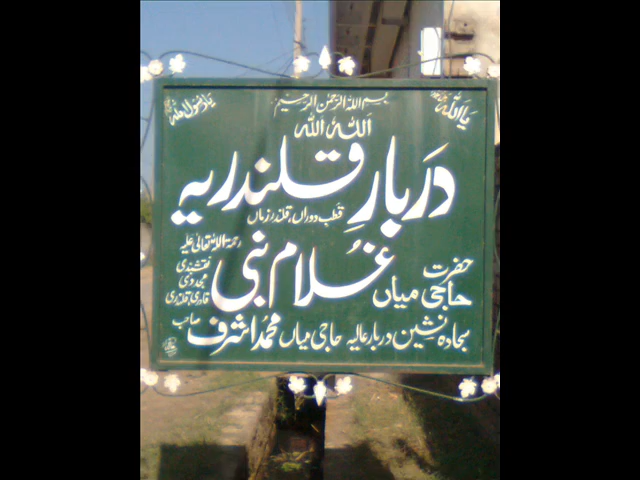 بسم اللہ الرحمن الرحیم
یا اللہ
یا رسول اللہ
اللہ اللہ
دربارِ قلندریہ
قطب دوراں، قلندر زماں
حضرت حاجی میاں غلام نبی رحمۃ اللہ تعالیٰ علیہ
نقشبندی
مجددی
قادری، قلندری
سجادہ نشین دربار عالیہ حاجی میاں محمد اشرف صاحب